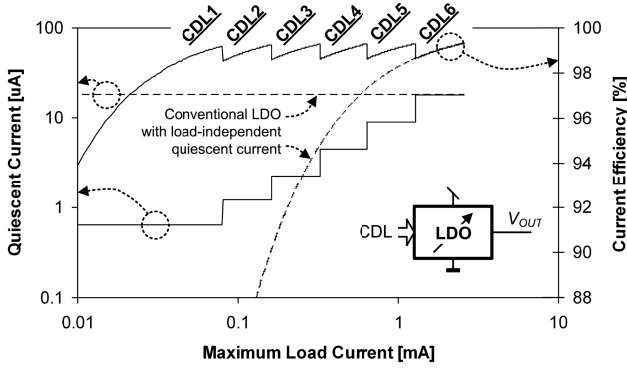 CDL1 CDL2 CDL3 CDL4 CDL5 CDL6
100
10
1
0.1
Quiescent Current [uA]
Conventional LDO
with load-independent
quiescent current
CDL
LDO
VOUT
100
98
96
94
92
90
88
Current Efficiency [%]
0.01 0.1 1 10
Maximum Load Current [mA]